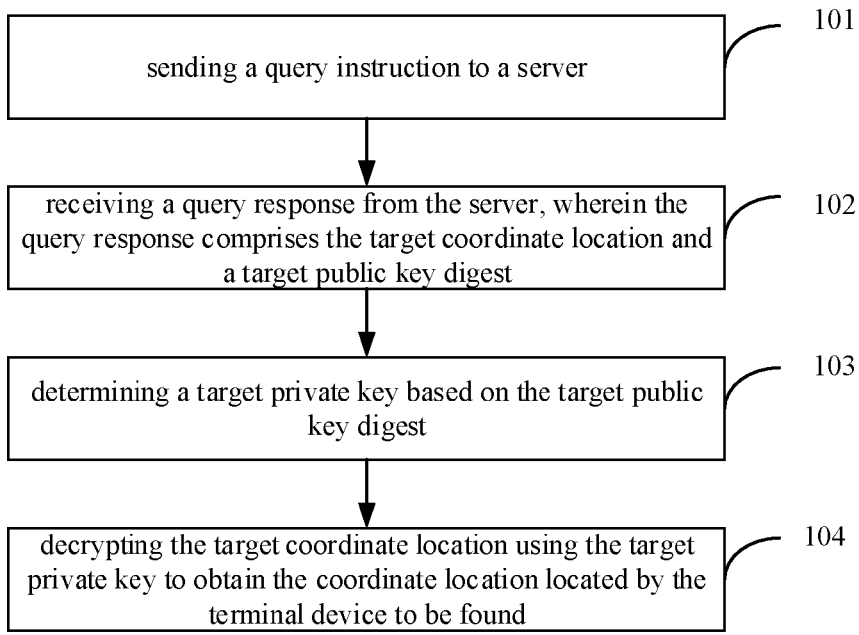 101
sending a query instruction to a server
receiving a query response from the server, wherein the
query response comprises the target coordinate location and
a target public key digest
102
determining a target private key based on the target public
key digest
103
decrypting the target coordinate location using the target
private key to obtain the coordinate location located by the
terminal device to be found
104